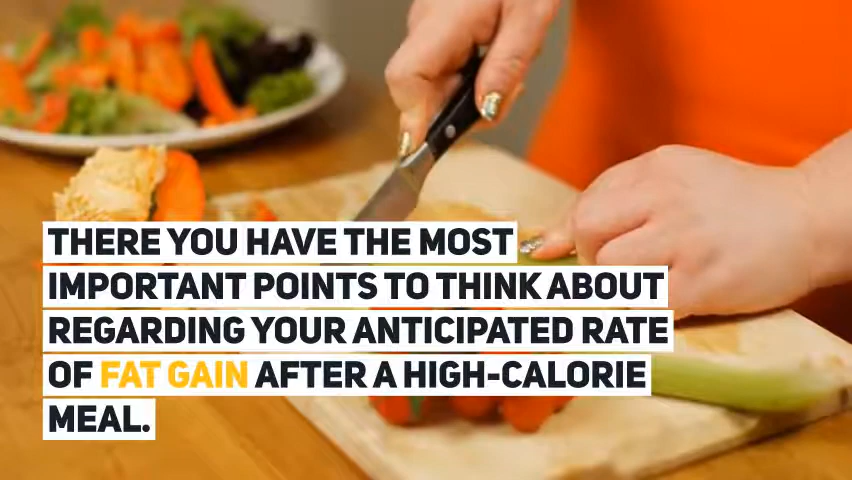 THERE YOU HAVE THE MOST
IMPORTANT POINTS TO THINK ABOUT
REGARDING YOUR ANTICIPATED RATE
OF FAT GAIN AFTER A HIGH-CALORIE
MEAL.